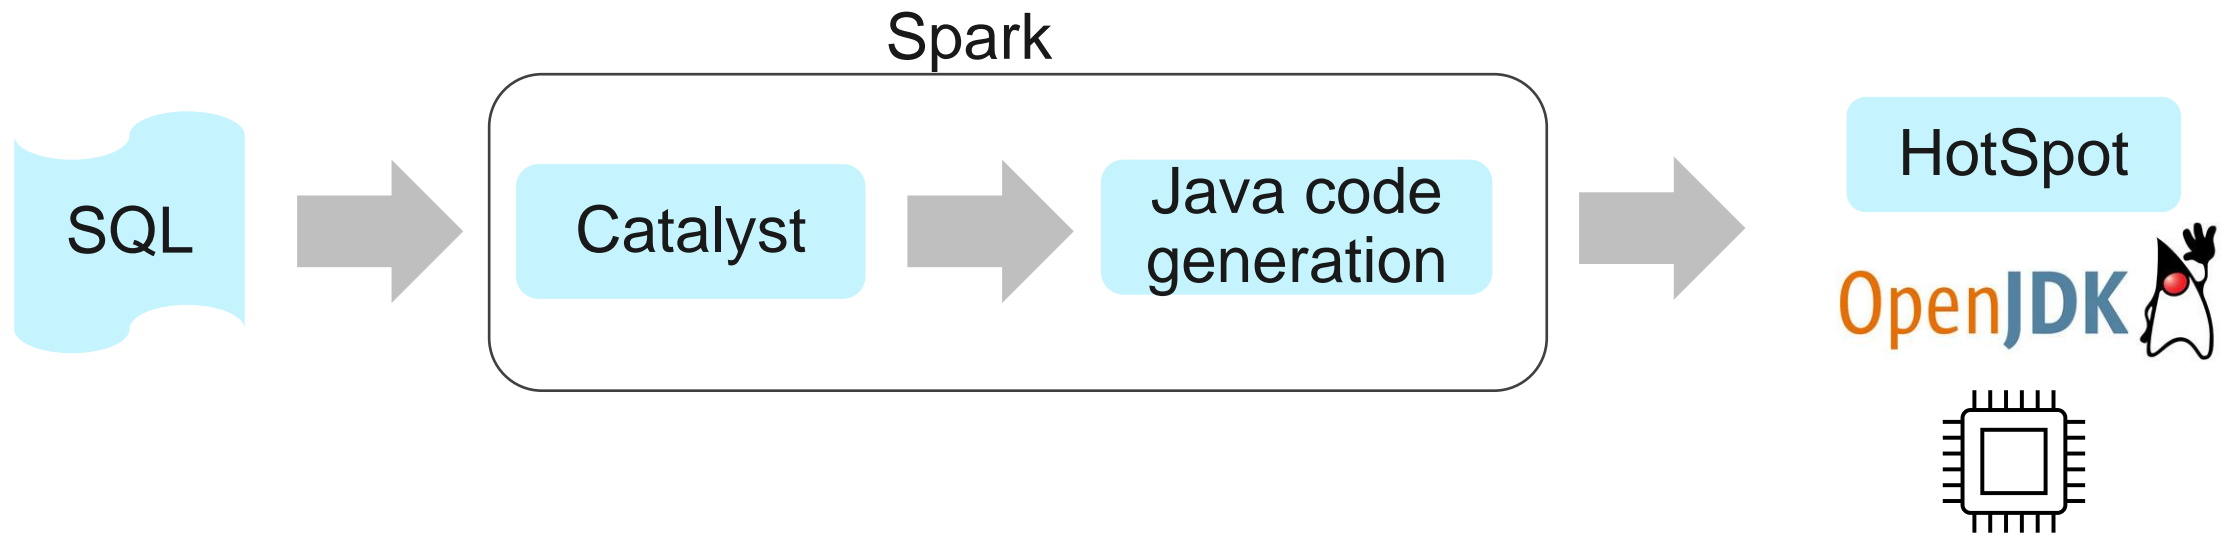 Spark
SQL
Catalyst
Java code
generation
HotSpot
OpenJDK